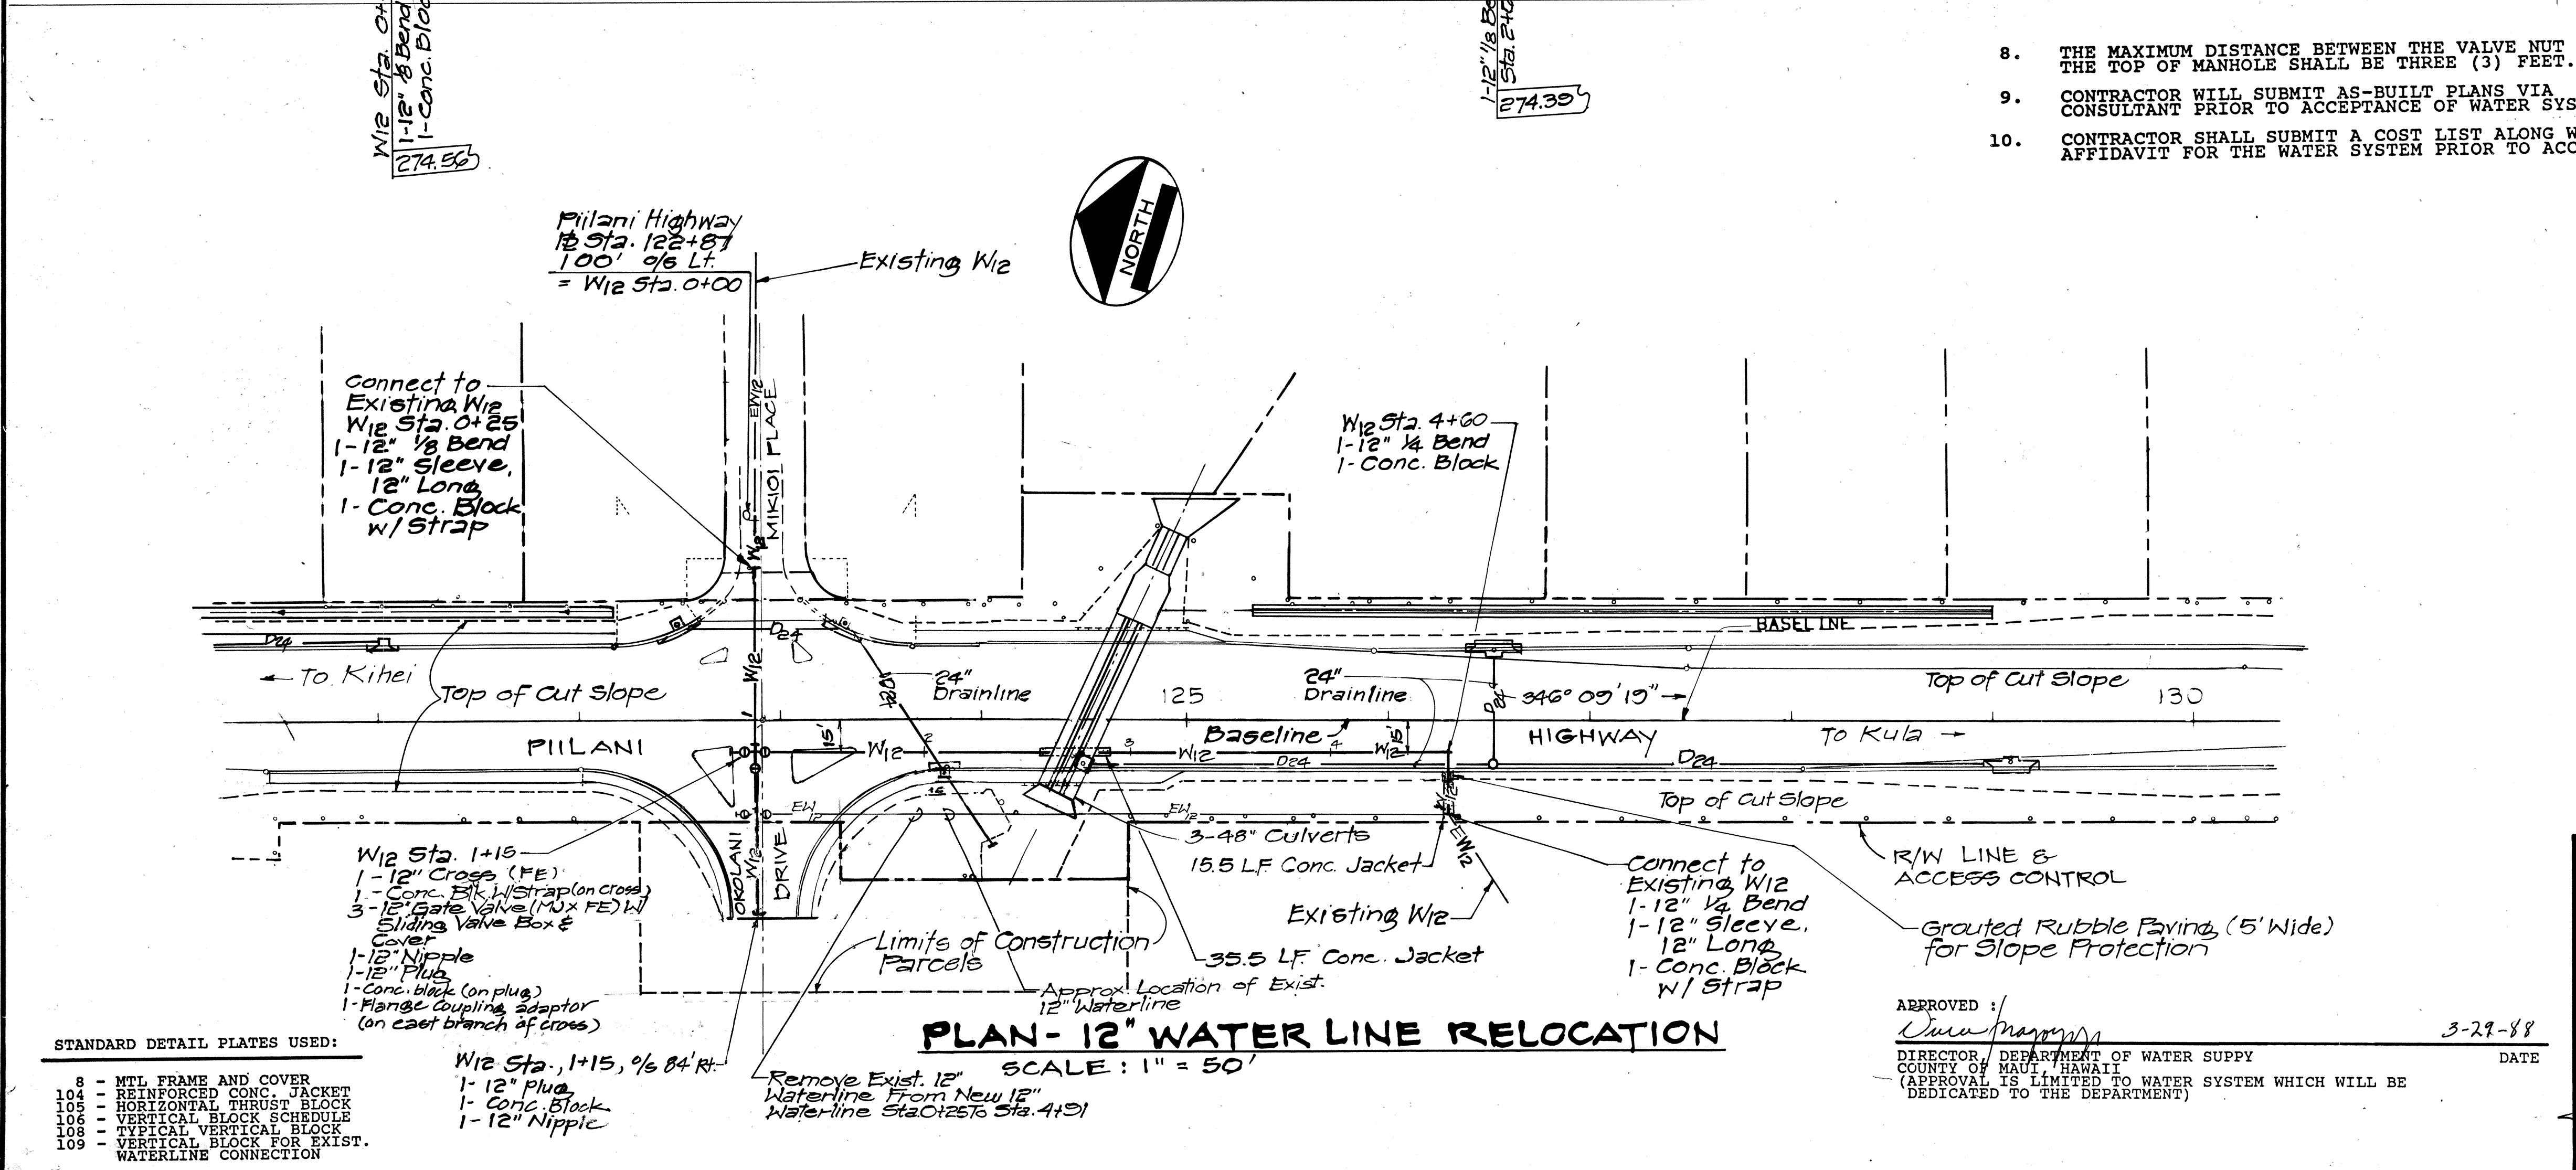 W12 Sta. 0+
1-12" 1/8 Bend
1-Conc. Bloc
274.56
1-12" 1/8 Be
Sta. 2+
274.39
8. THE MAXIMUM DISTANCE BETWEEN THE VALVE NUT
THE TOP OF MANHOLE SHALL BE THREE (3) FEET.
9. CONTRACTOR WILL SUBMIT AS-BUILT PLANS VIA
CONSULTANT PRIOR TO ACCEPTANCE OF WATER SYS
10. CONTRACTOR SHALL SUBMIT A COST LIST ALONG W
AFFIDAVIT FOR THE WATER SYSTEM PRIOR TO ACC
Piilani Highway
Sta. 122+87
100' o/s Lt.
= W12 Sta. 0+00
Existing W12
NORTH
Connect to
Existing W12
W12 Sta. 0+25
1-12" 1/8 Bend
1-12" Sleeve,
12" Long
1- Conc. Block
w/ Strap
EW12
MIKIOI PLACE
W12
W12 Sta. 4+60
1-12" 1/4 Bend
1- Conc. Block
D24
D24
BASELINE
← To Kihei
Top of Cut Slope
W12
1
24"
Drainline
125
24"
Drainline
D24
346° 09' 19" →
Top of Cut Slope
130
PIILANI
15'
W12
2
3
W12
Baseline
4
W12
15'
HIGHWAY
To Kula →
D24
D24
EW12
EW12
W12
EW12
Top of Cut Slope
OKOLANI
DRIVE
W12
3-48" Culverts
15.5 L.F. Conc. Jacket
R/W LINE &
ACCESS CONTROL
W12 Sta. 1+15
1 - 12" Cross (FE)
1 - Conc. Blk. W/Strap (on cross)
3 - 12" Gate Valve (MJ x FE) W/
Sliding Valve Box &
Cover
1-12" Nipple
1-12" Plug
1-Conc. block (on plug)
1-Flange Coupling adaptor
(on east branch of cross)
Limits of Construction
Parcels
35.5 L.F. Conc. Jacket
Existing W12
Connect to
Existing W12
1-12" 1/4 Bend
1-12" Sleeve,
12" Long
1- Conc. Block
W/ Strap
Grouted Rubble Paving (5' Wide)
for Slope Protection
Approx. Location of Exist.
12" Waterline
PLAN- 12" WATER LINE RELOCATION
SCALE : 1" = 50'
W12 Sta., 1+15, o/s 84' Rt.
1- 12" Plug
1- Conc. Block
1- 12" Nipple
Remove Exist. 12"
Waterline From New 12"
Waterline Sta. 0+25 To Sta. 4+91
STANDARD DETAIL PLATES USED:
8 - MTL FRAME AND COVER
104 - REINFORCED CONC. JACKET
105 - HORIZONTAL THRUST BLOCK
106 - VERTICAL BLOCK SCHEDULE
108 - TYPICAL VERTICAL BLOCK
109 - VERTICAL BLOCK FOR EXIST.
WATERLINE CONNECTION
APPROVED :
3-29-88
DIRECTOR, DEPARTMENT OF WATER SUPPY
DATE
COUNTY OF MAUI, HAWAII
(APPROVAL IS LIMITED TO WATER SYSTEM WHICH WILL BE
DEDICATED TO THE DEPARTMENT)